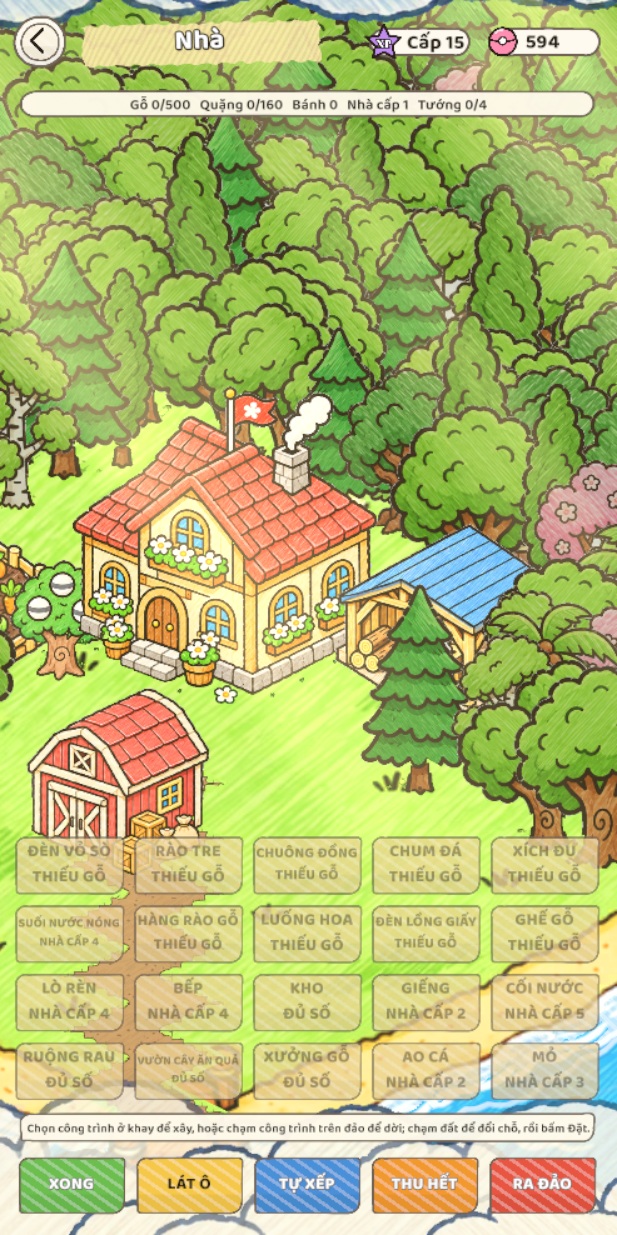 Nhà
XP Cấp 15
594
Gỗ 0/500 Quặng 0/160 Bánh 0 Nhà cấp 1 Tướng 0/4
ĐÈN VỎ SÒ
THIẾU GỖ
RÀO TRE
THIẾU GỖ
CHUÔNG ĐỒNG
THIẾU GỖ
CHUM ĐÁ
THIẾU GỖ
XÍCH ĐU
THIẾU GỖ
SUỐI NƯỚC NÓNG
NHÀ CẤP 4
HÀNG RÀO GỖ
THIẾU GỖ
LUỐNG HOA
THIẾU GỖ
ĐÈN LỒNG GIẤY
THIẾU GỖ
GHẾ GỖ
THIẾU GỖ
LÒ RÈN
NHÀ CẤP 4
BẾP
NHÀ CẤP 4
KHO
ĐỦ SỐ
GIẾNG
NHÀ CẤP 2
CỐI NƯỚC
NHÀ CẤP 5
RUỘNG RAU
ĐỦ SỐ
VƯỜN CÂY ĂN QUẢ
ĐỦ SỐ
XƯỞNG GỖ
ĐỦ SỐ
AO CÁ
NHÀ CẤP 2
MỎ
NHÀ CẤP 3
Chọn công trình ở khay để xây, hoặc chạm công trình trên đảo để dời; chạm đất để đổi chỗ, rồi bấm Đặt.
XONG
LÁT Ô
TỰ XẾP
THU HẾT
RA ĐẢO